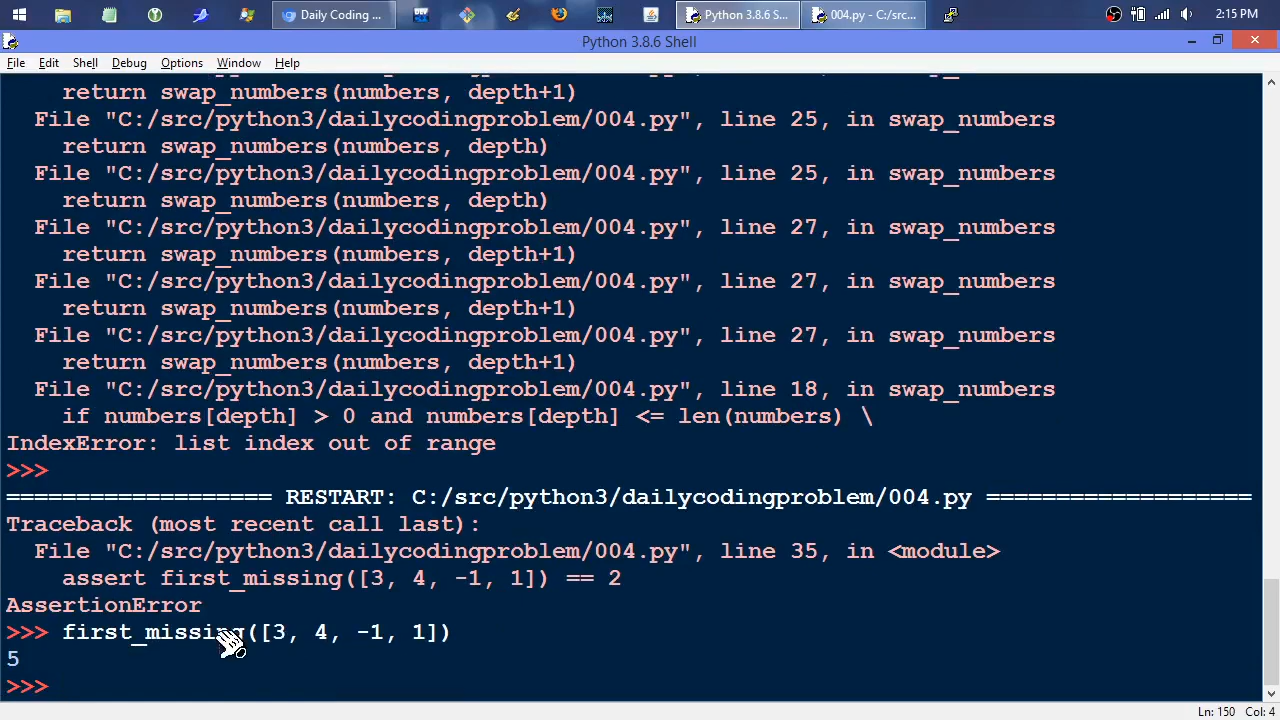 Daily Coding ...
Python 3.8.6 S...
004.py - C:/src...
2:15 PM
Python 3.8.6 Shell
File Edit Shell Debug Options Window Help
return swap_numbers(numbers, depth+1)
File "C:/src/python3/dailycodingproblem/004.py", line 25, in swap_numbers
return swap_numbers(numbers, depth)
File "C:/src/python3/dailycodingproblem/004.py", line 25, in swap_numbers
return swap_numbers(numbers, depth)
File "C:/src/python3/dailycodingproblem/004.py", line 27, in swap_numbers
return swap_numbers(numbers, depth+1)
File "C:/src/python3/dailycodingproblem/004.py", line 27, in swap_numbers
return swap_numbers(numbers, depth+1)
File "C:/src/python3/dailycodingproblem/004.py", line 27, in swap_numbers
return swap_numbers(numbers, depth+1)
File "C:/src/python3/dailycodingproblem/004.py", line 18, in swap_numbers
if numbers[depth] > 0 and numbers[depth] <= len(numbers) \
IndexError: list index out of range
>>>
=================== RESTART: C:/src/python3/dailycodingproblem/004.py ===================
Traceback (most recent call last):
File "C:/src/python3/dailycodingproblem/004.py", line 35, in <module>
assert first_missing([3, 4, -1, 1]) == 2
AssertionError
>>> first_missing([3, 4, -1, 1])
5
>>>
Ln: 150 Col: 4